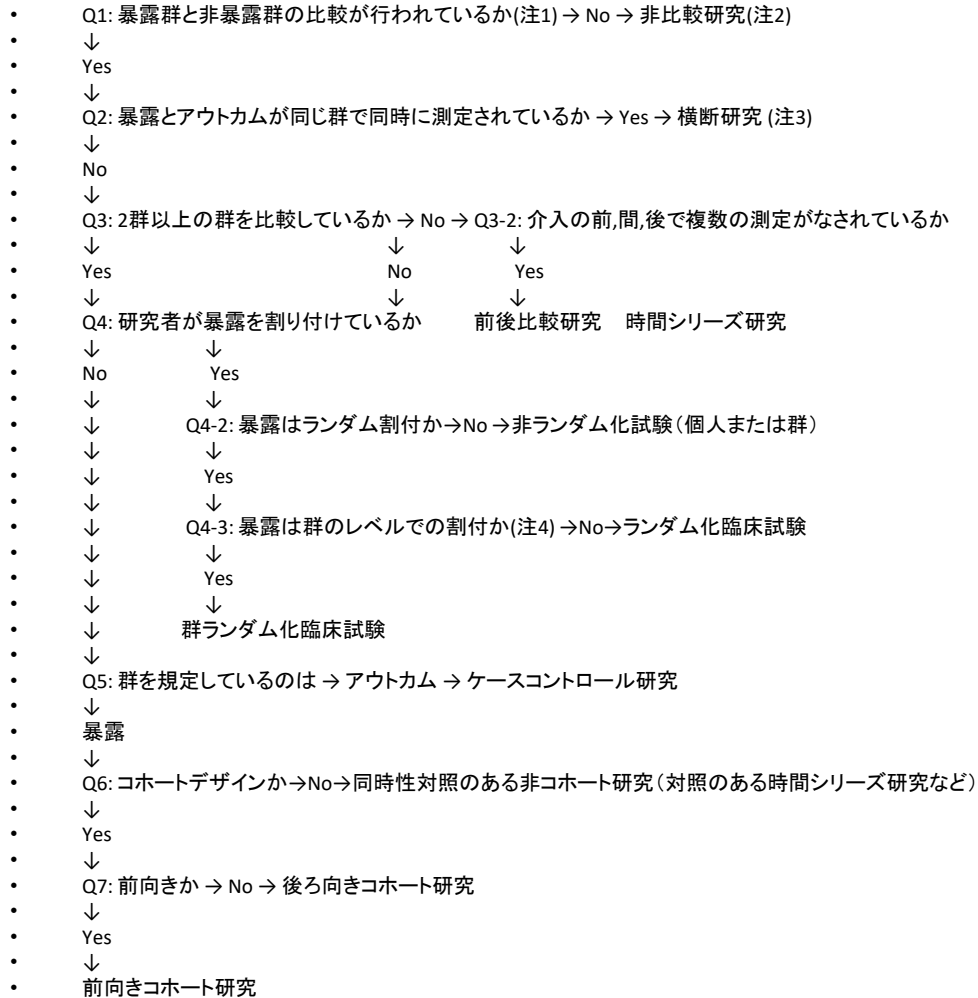 • Q1: 暴露群と非暴露群の比較が行われているか(注1) → No → 非比較研究(注2)
• ↓
• Yes
• ↓
• Q2: 暴露とアウトカムが同じ群で同時に測定されているか → Yes → 横断研究 (注3)
• ↓
• No
• ↓
• Q3: 2群以上の群を比較しているか → No → Q3-2: 介入の前,間,後で複数の測定がなされているか
• ↓ ↓ ↓
• Yes No Yes
• ↓ ↓ ↓
• Q4: 研究者が暴露を割り付けているか 前後比較研究 時間シリーズ研究
• ↓ ↓
• No Yes
• ↓ ↓
• ↓ Q4-2: 暴露はランダム割付か→No →非ランダム化試験（個人または群）
• ↓ ↓
• ↓ Yes
• ↓ ↓
• ↓ Q4-3: 暴露は群のレベルでの割付か(注4) →No→ランダム化臨床試験
• ↓ ↓
• ↓ Yes
• ↓ ↓
• ↓ 群ランダム化臨床試験
• ↓
• Q5: 群を規定しているのは → アウトカム → ケースコントロール研究
• ↓
• 暴露
• ↓
• Q6: コホートデザインか→No→同時性対照のある非コホート研究（対照のある時間シリーズ研究など）
• ↓
• Yes
• ↓
• Q7: 前向きか → No → 後ろ向きコホート研究
• ↓
• Yes
• ↓
• 前向きコホート研究